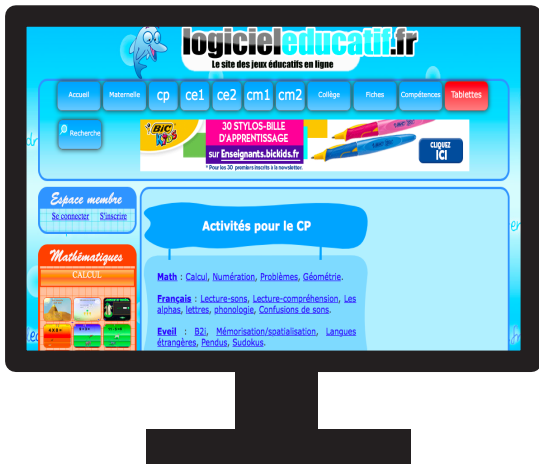 logicieleducatif.fr
Le site des jeux éducatifs en ligne
Accueil Maternelle cp ce1 ce2 cm1 cm2 Collège Fiches Compétences Tablettes
Recherche
BIC
KIDS
30 STYLOS-BILLE
D'APPRENTISSAGE
sur Enseignants.bickids.fr
* Pour les 30 premiers inscrits à la newsletter.
CLIQUEZ
ICI
Espace membre
Se connecter S'inscrire
Mathématiques
CALCUL
Activités pour le CP
Math : Calcul, Numération, Problèmes, Géométrie.
Français : Lecture-sons, Lecture-compréhension, Les
alphas, lettres, phonologie, Confusions de sons.
Eveil : B2i, Mémorisation/spatialisation, Langues
étrangères, Pendus, Sudokus.